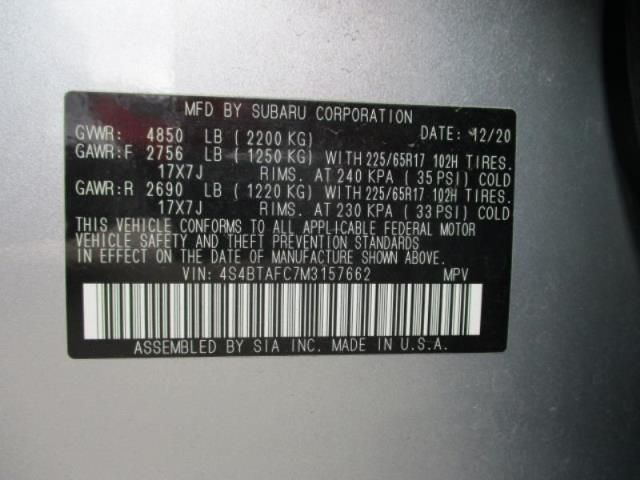 MFD BY SUBARU CORPORATION
GVWR: 4850 LB (2200 KG) DATE: 12/20
GAWR:F 2756 LB (1250 KG) WITH 225/65R17 102H TIRES.
17X7J RIMS. AT 240 KPA (35 PSI) COLD
GAWR:R 2690 LB (1220 KG) WITH 225/65R17 102H TIRES.
17X7J RIMS. AT 230 KPA (33 PSI) COLD
THIS VEHICLE CONFORMS TO ALL APPLICABLE FEDERAL MOTOR
VEHICLE SAFETY AND THEFT PREVENTION STANDARDS
IN EFFECT ON THE DATE OF MANUFACTURE SHOWN ABOVE.
VIN: 4S4BTAFC7M3157662 MPV
ASSEMBLED BY SIA INC. MADE IN U.S.A.